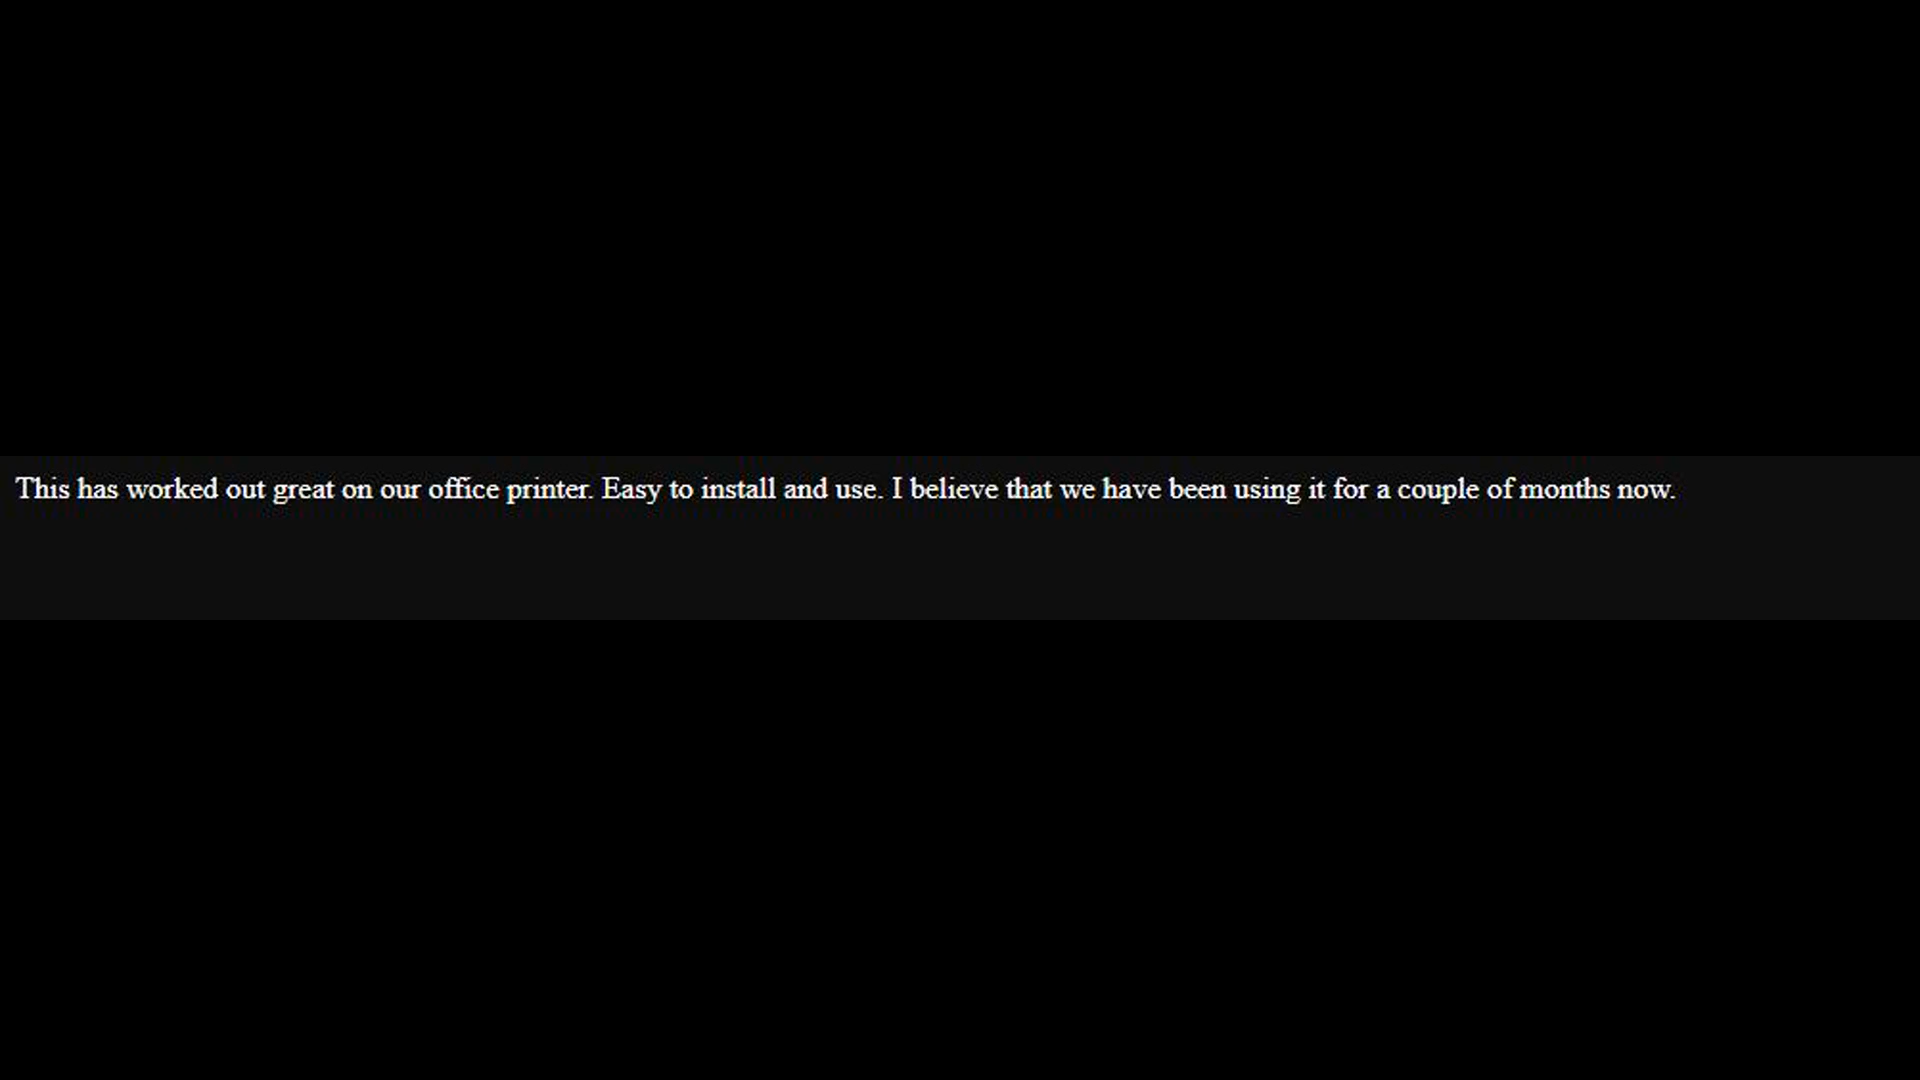 This has worked out great on our office printer. Easy to install and use. I believe that we have been using it for a couple of months now.